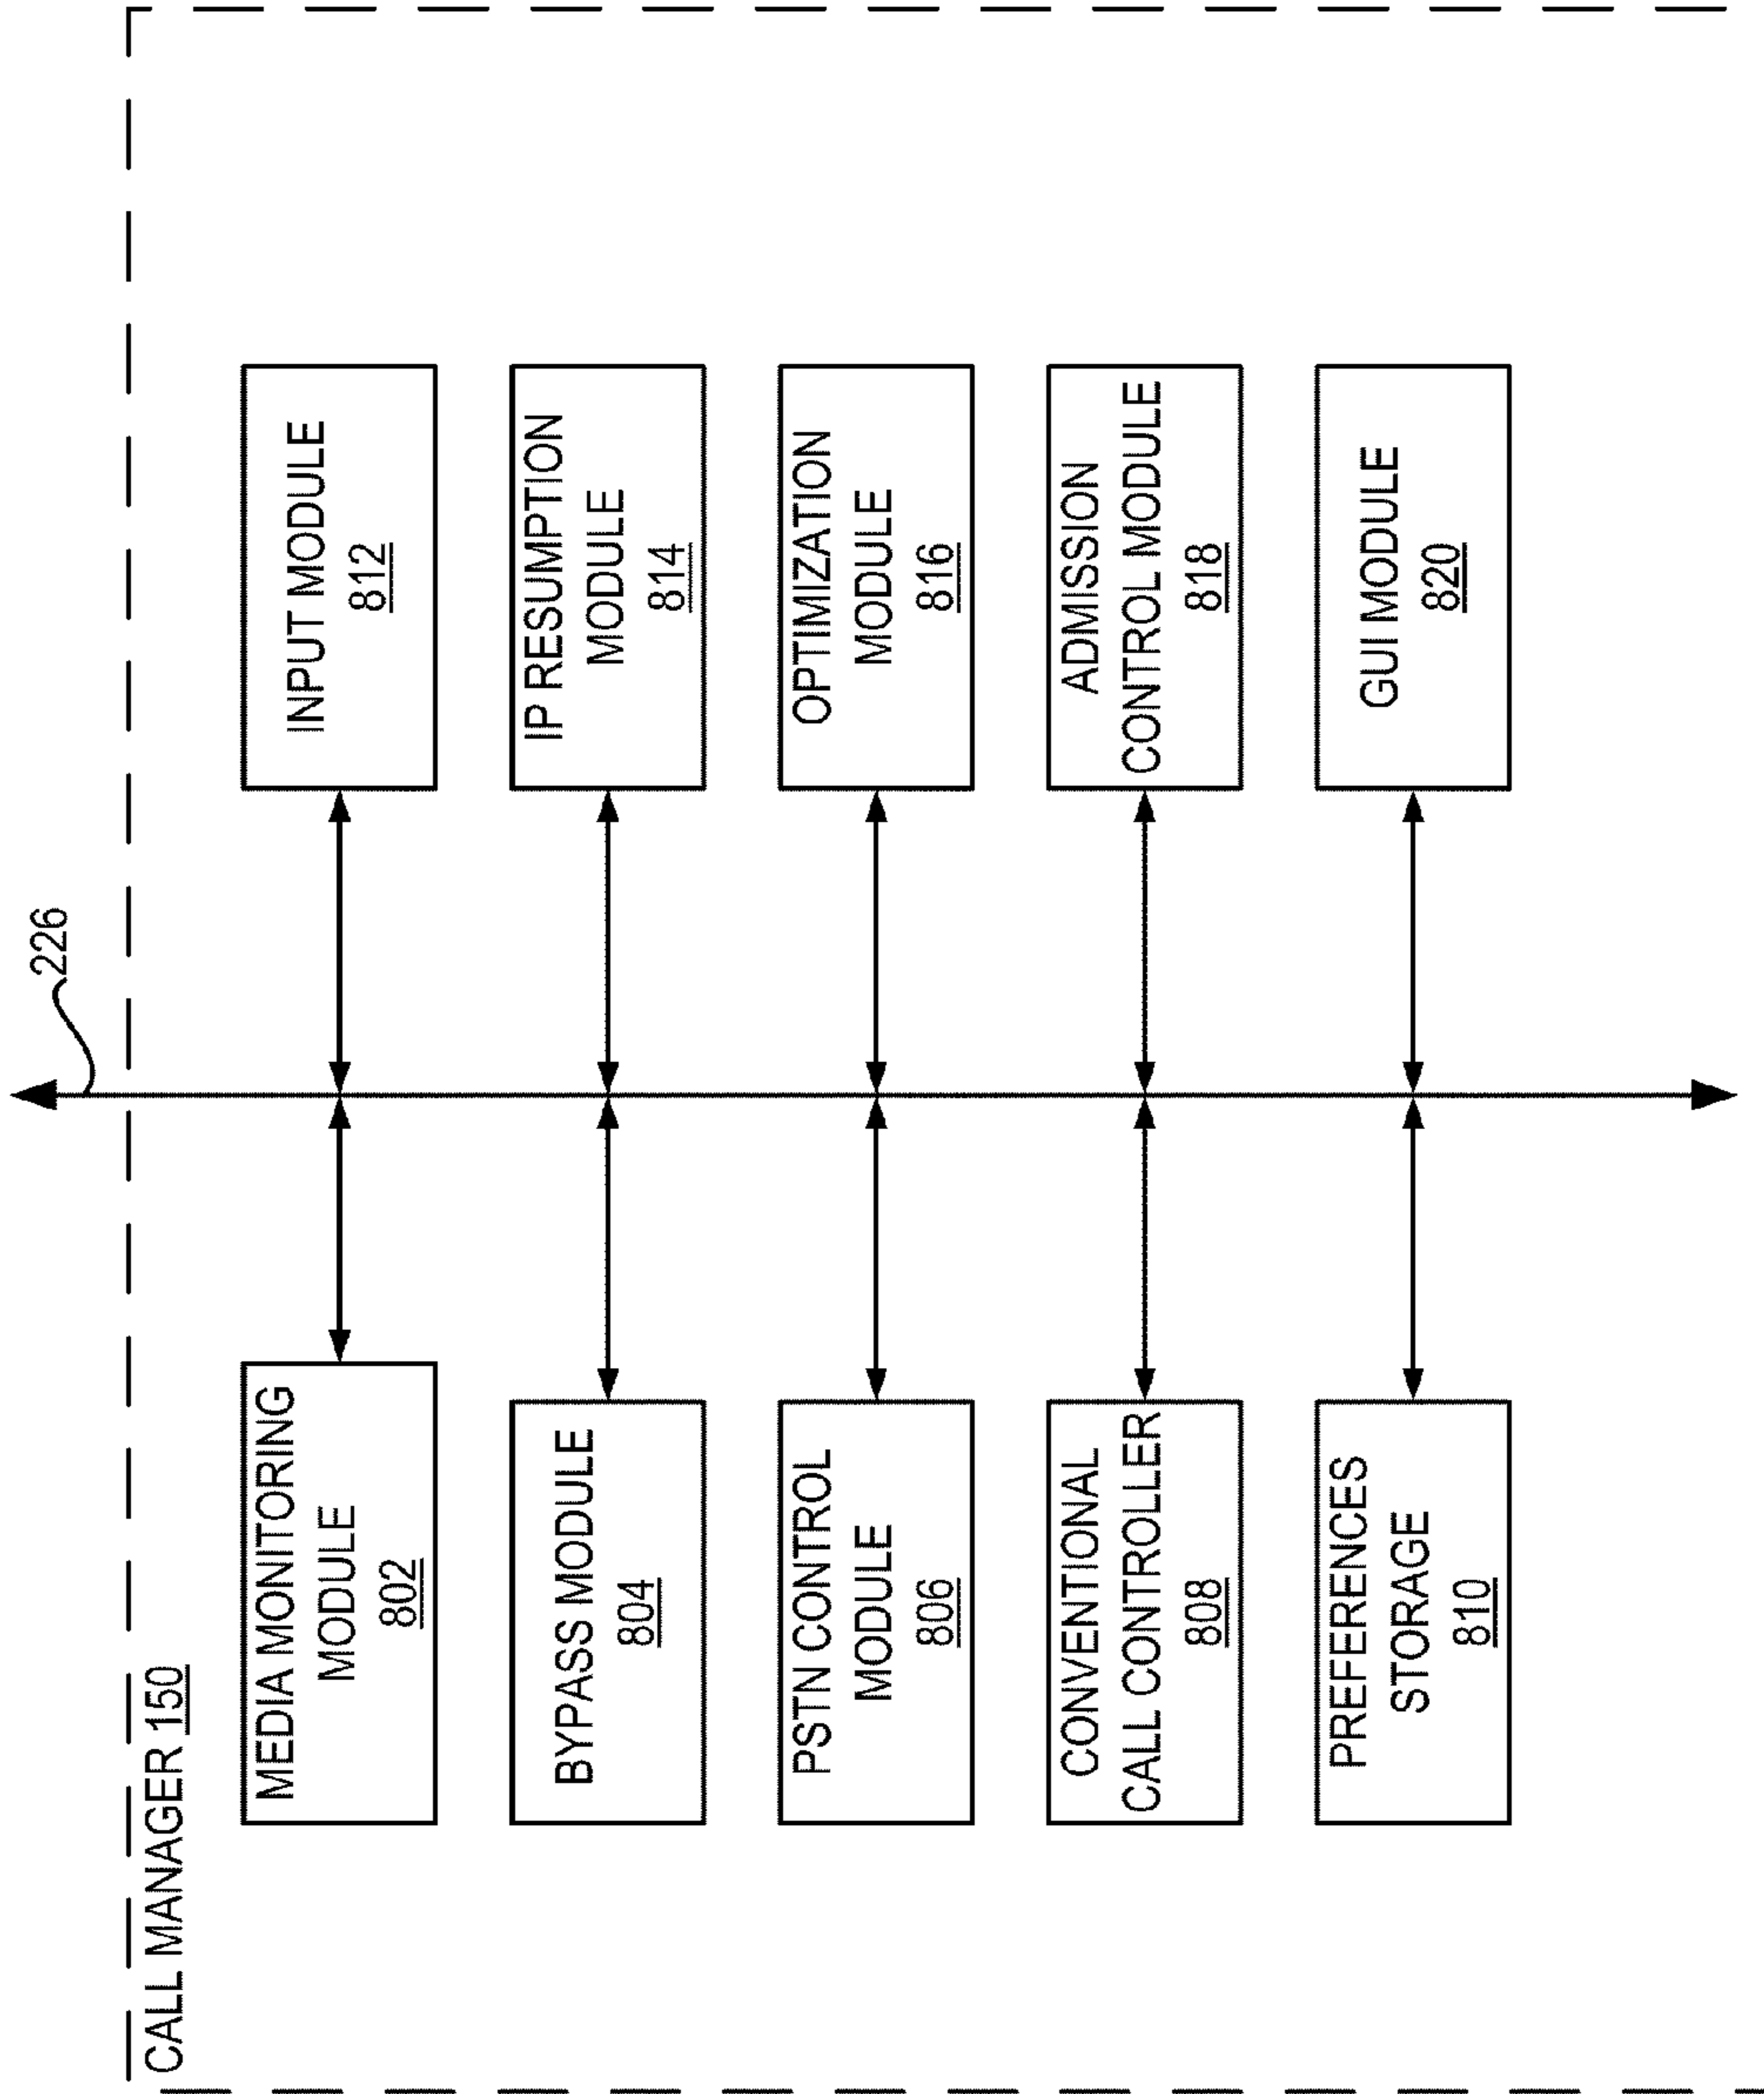 226
CALL MANAGER 150
MEDIA MONITORING
MODULE
802
INPUT MODULE
812
BYPASS MODULE
804
IP RESUMPTION
MODULE
814
PSTN CONTROL
MODULE
806
OPTIMIZATION
MODULE
816
CONVENTIONAL
CALL CONTROLLER
808
ADMISSION
CONTROL MODULE
818
PREFERENCES
STORAGE
810
GUI MODULE
820